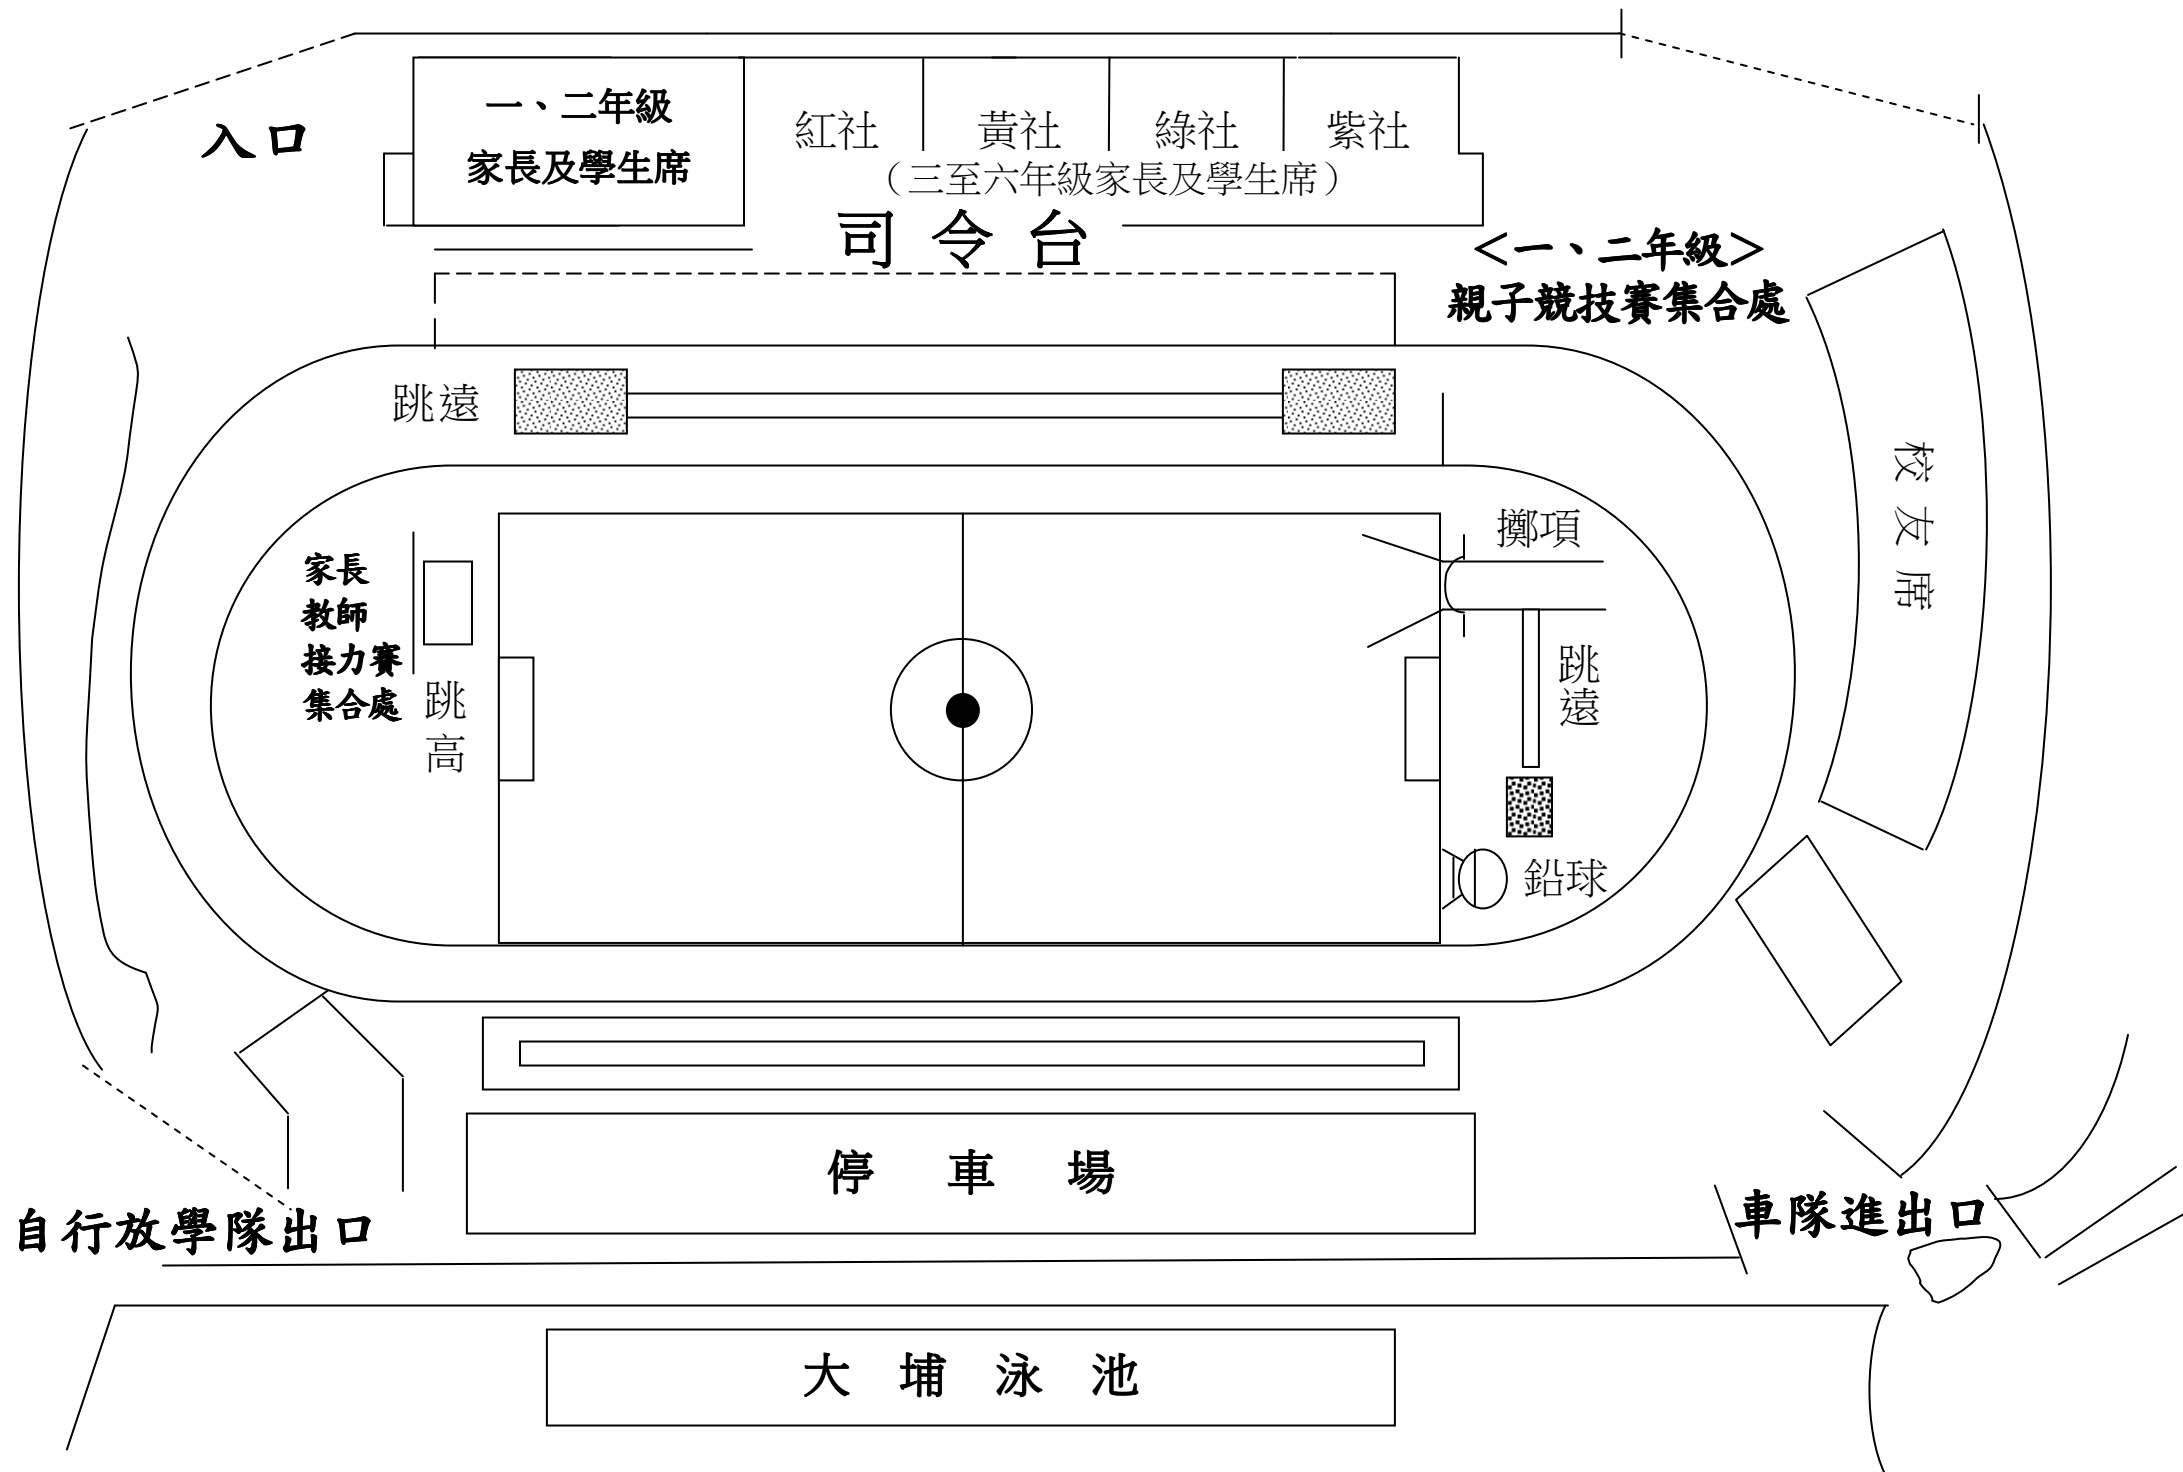 一、二年級
家長及學生席
紅社
黃社
綠社
紫社
（三至六年級家長及學生席）
入口
司令台
＜一、二年級＞
親子競技賽集合處
跳遠
校友席
擲項
家長
教師
接力賽
集合處
跳高
跳遠
鉛球
停車場
自行放學隊出口
車隊進出口
大埔泳池